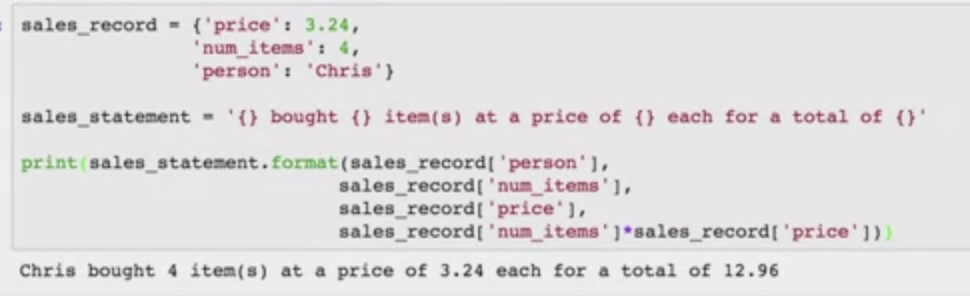 sales_record = {'price': 3.24,
'num_items': 4,
'person': 'Chris'}
sales_statement = '{} bought {} item(s) at a price of {} each for a total of {}'
print(sales_statement.format(sales_record['person'],
sales_record['num_items'],
sales_record['price'],
sales_record['num_items']*sales_record['price']))
Chris bought 4 item(s) at a price of 3.24 each for a total of 12.96